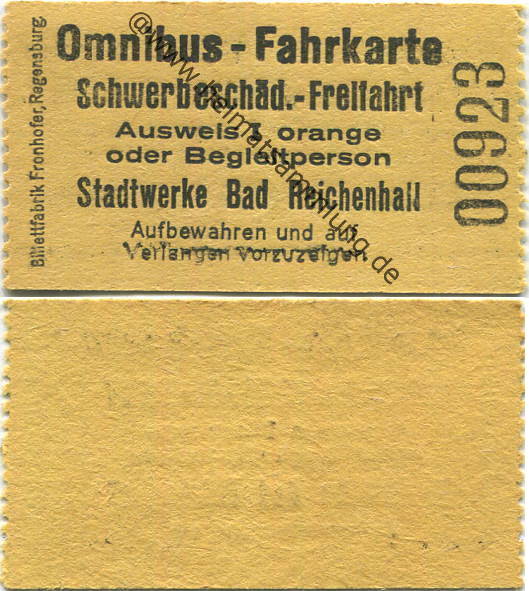 Omnibus - Fahrkarte
Schwerbeschäd.-Freifahrt
Ausweis I orange
oder Begleitperson
Stadtwerke Bad Reichenhall
Aufbewahren und auf
Verlangen vorzuzeigen.
Billettfabrik Fronhofer, Regensburg.
00923
@www.heimatsammlung.de